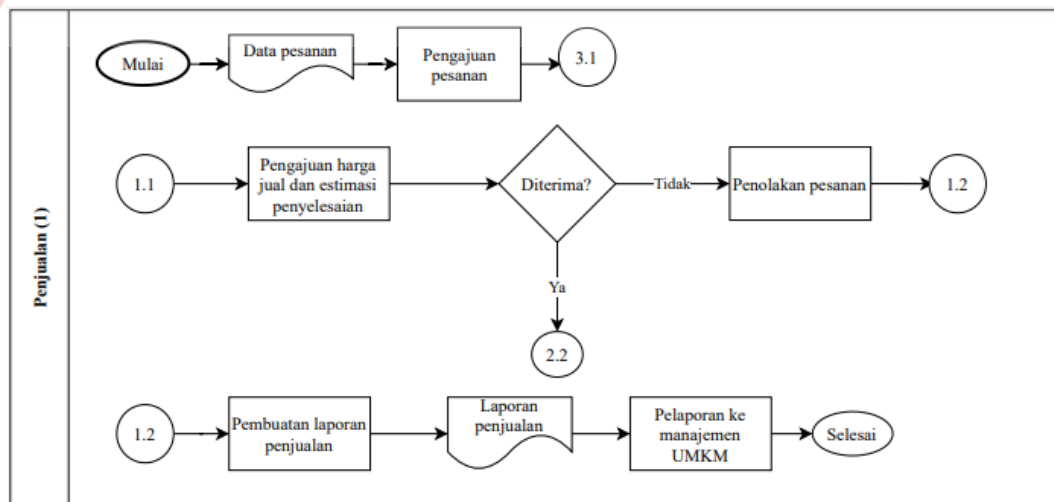 Penjualan (1)
Mulai
Data pesanan
Pengajuan
pesanan
3.1
1.1
Pengajuan harga
jual dan estimasi
penyelesaian
Diterima?
Tidak
Penolakan pesanan
1.2
Ya
2.2
1.2
Pembuatan laporan
penjualan
Laporan
penjualan
Pelaporan ke
manajemen
UMKM
Selesai